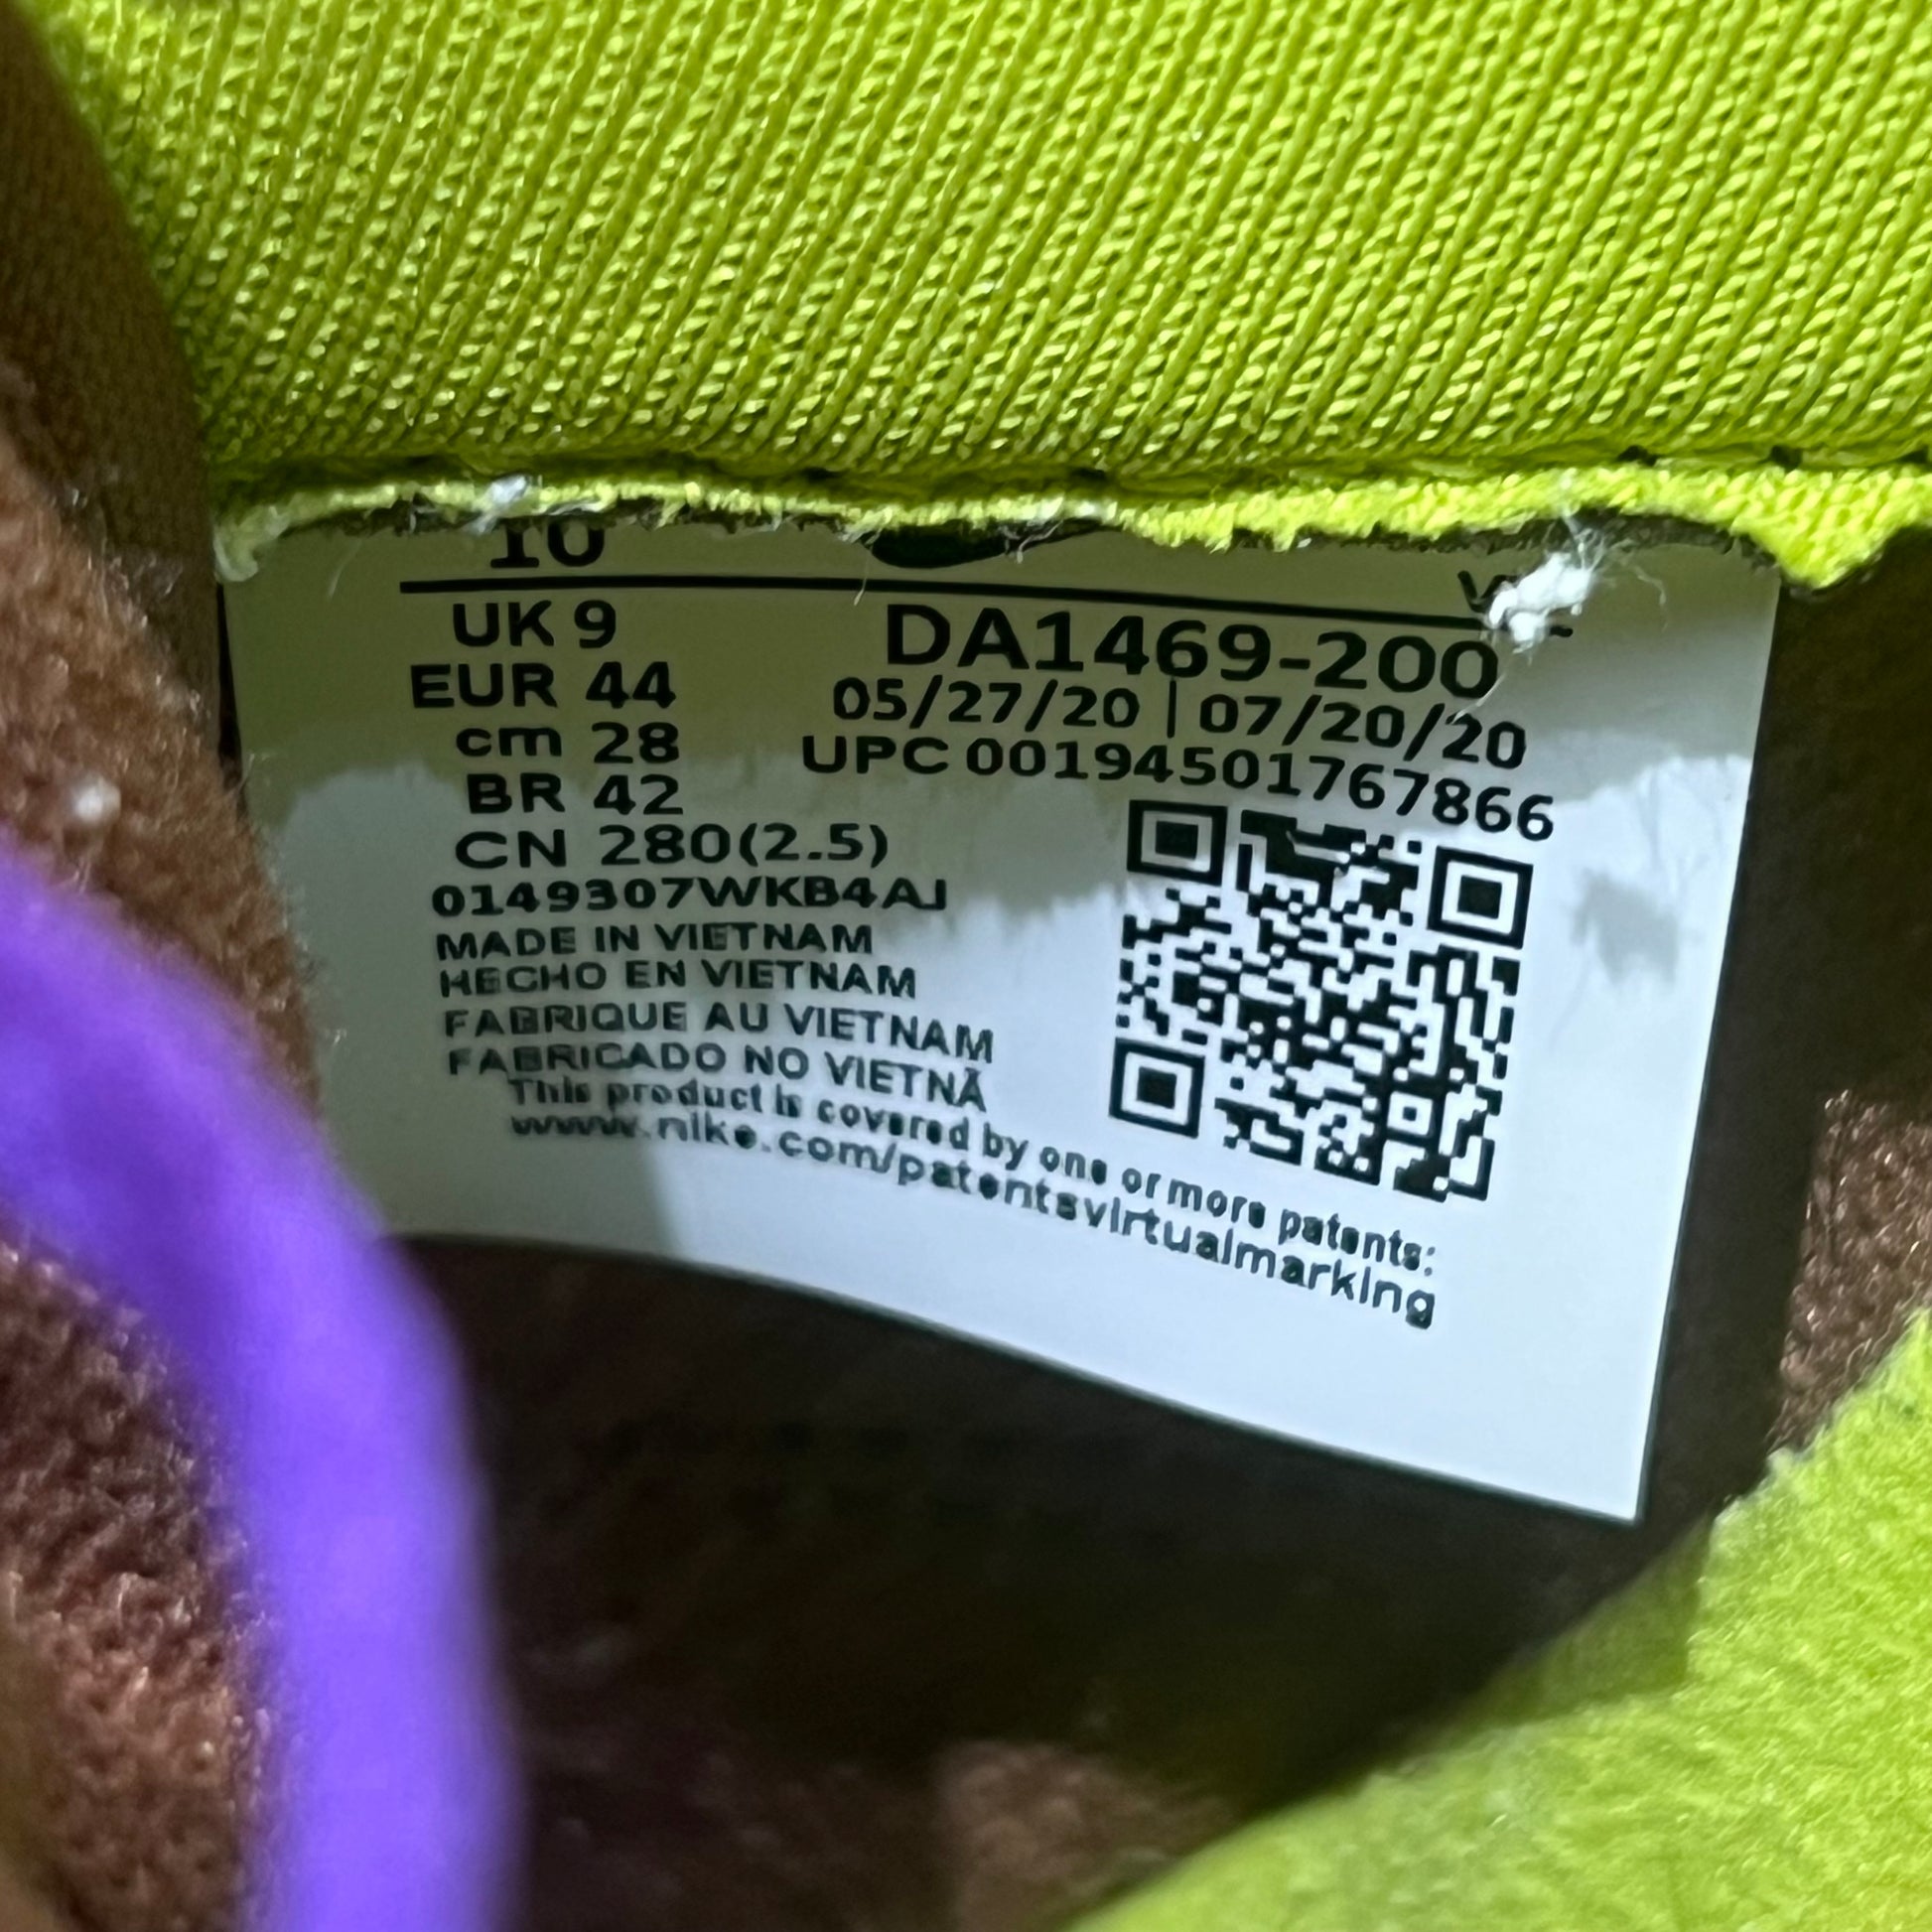 10
UK 9
EUR 44
cm 28
BR 42
CN 280(2.5)
0149307WKB4AJ
MADE IN VIETNAM
HECHO EN VIETNAM
FABRIQUE AU VIETNAM
FABRICADO NO VIETNÃ
DA1469-200
05/27/20 | 07/20/20
UPC 00194501767866
This product is covered by one or more patents:
www.nike.com/patentsvirtualmarking